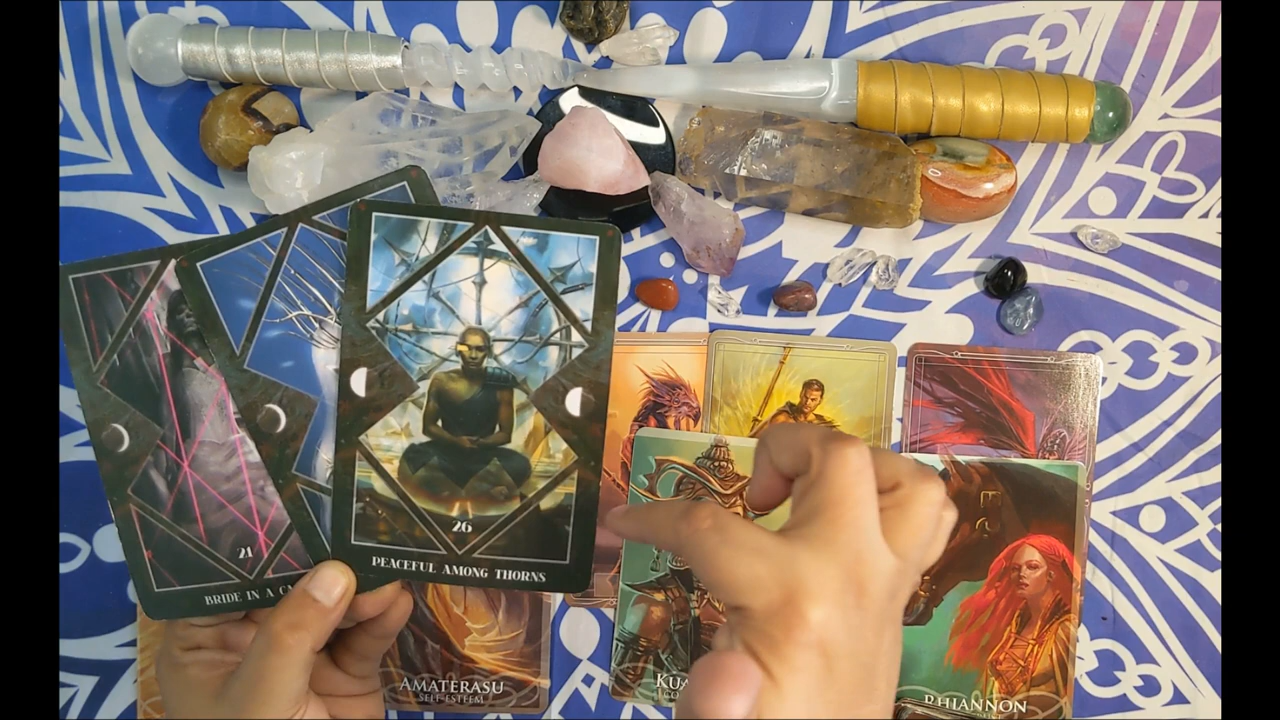 21
BRIDE IN A
26
PEACEFUL AMONG THORNS
AMATERASU
SELF-ESTEEM
RHIANNON